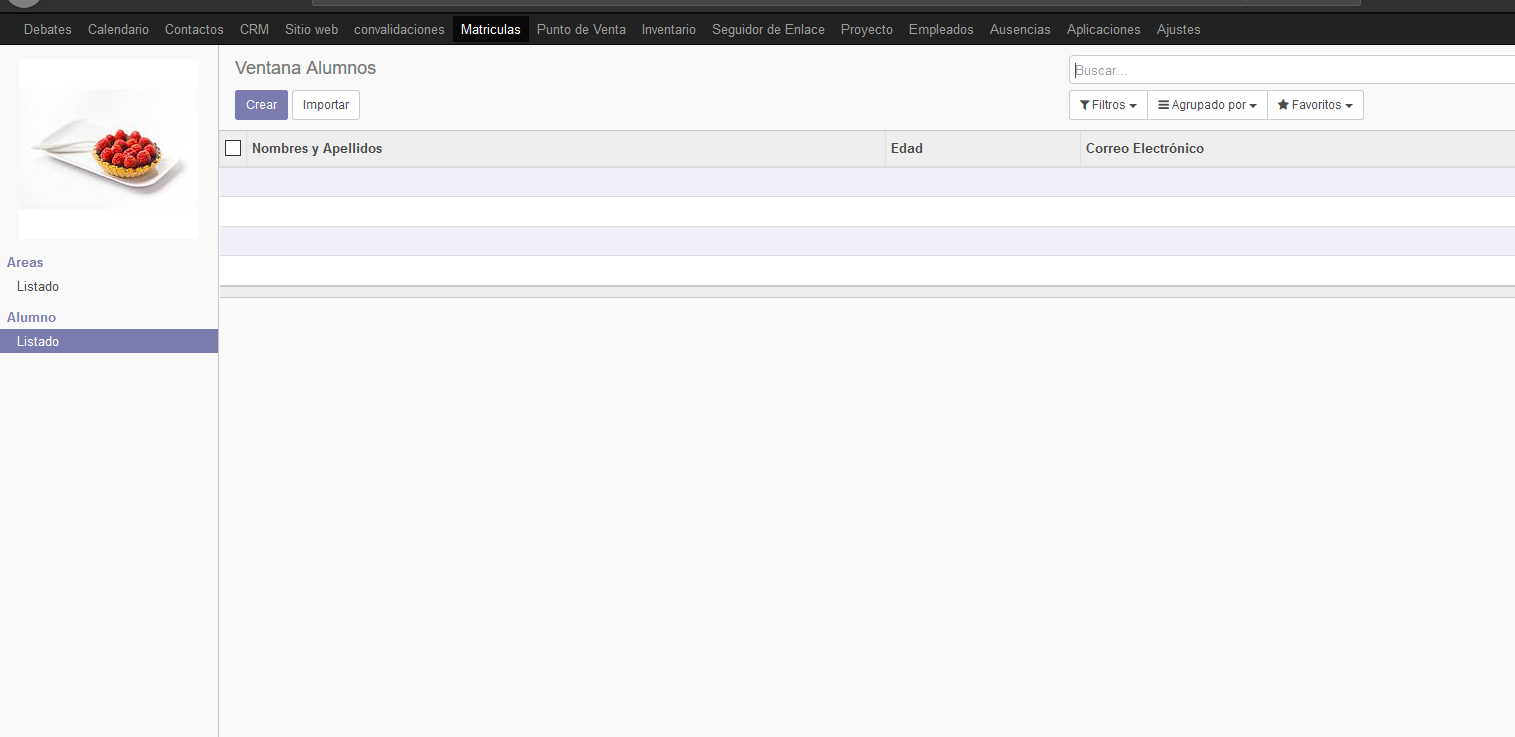 Debates Calendario Contactos CRM Sitio web convalidaciones Matriculas Punto de Venta Inventario Seguidor de Enlace Proyecto Empleados Ausencias Aplicaciones Ajustes
Ventana Alumnos
Buscar...
Crear Importar
Filtros Agrupado por Favoritos
Nombres y Apellidos Edad Correo Electrónico
Areas
Listado
Alumno
Listado